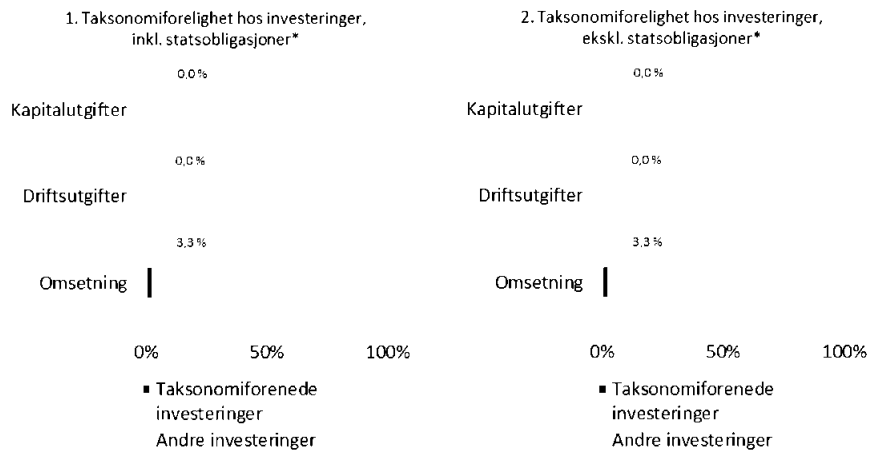 1. Taksonomiforelighet hos investeringer,
inkl. statsobligasjoner*
0,0%
Kapitalutgifter
0,0%
Driftsutgifter
3,3%
Omsetning
0% 50% 100%
Taksonomiforenede
investeringer
Andre investeringer
2. Taksonomiforelighet hos investeringer,
ekskl. statsobligasjoner*
0,0%
Kapitalutgifter
0,0%
Driftsutgifter
3,3%
Omsetning
0% 50% 100%
Taksonomiforenede
investeringer
Andre investeringer